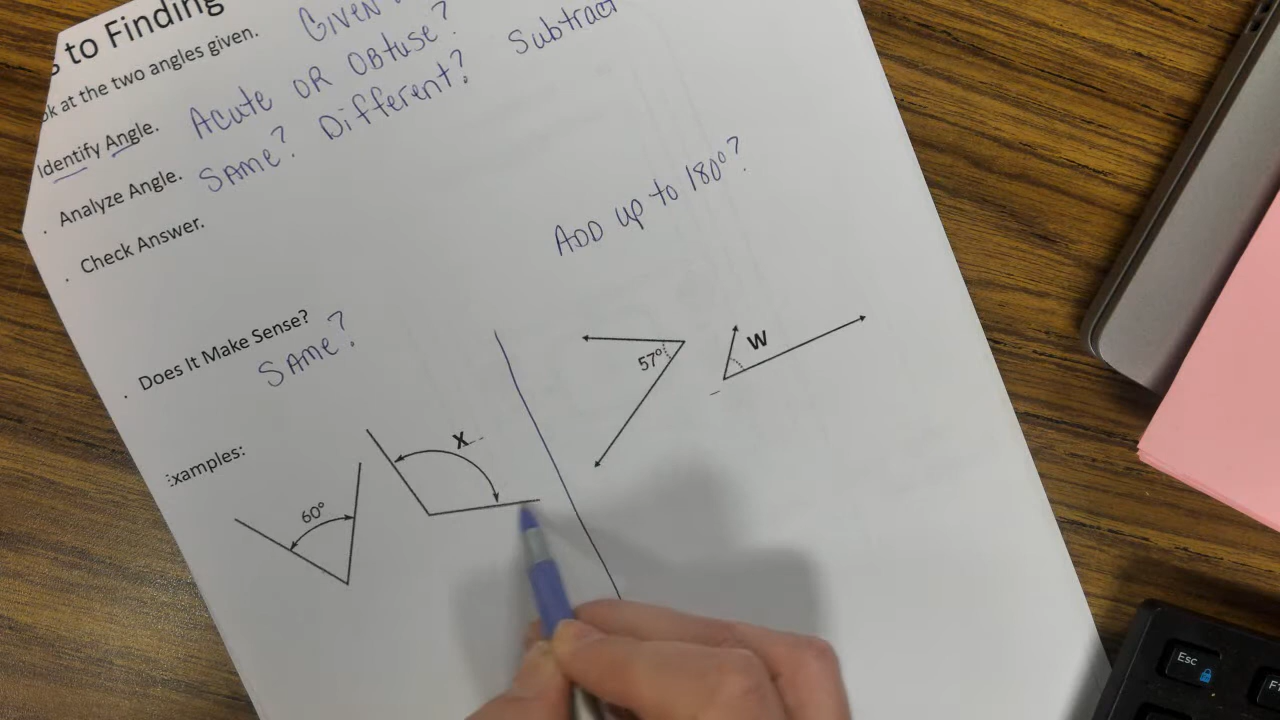 to Finding
at the two angles given. GIVEN
Identify Angle. Acute OR Obtuse?
Analyze Angle. SAME? Different? Subtract
Check Answer.
ADD up to 180°?
Does It Make Sense?
SAME?
57°
W
Examples:
X
60°
Esc